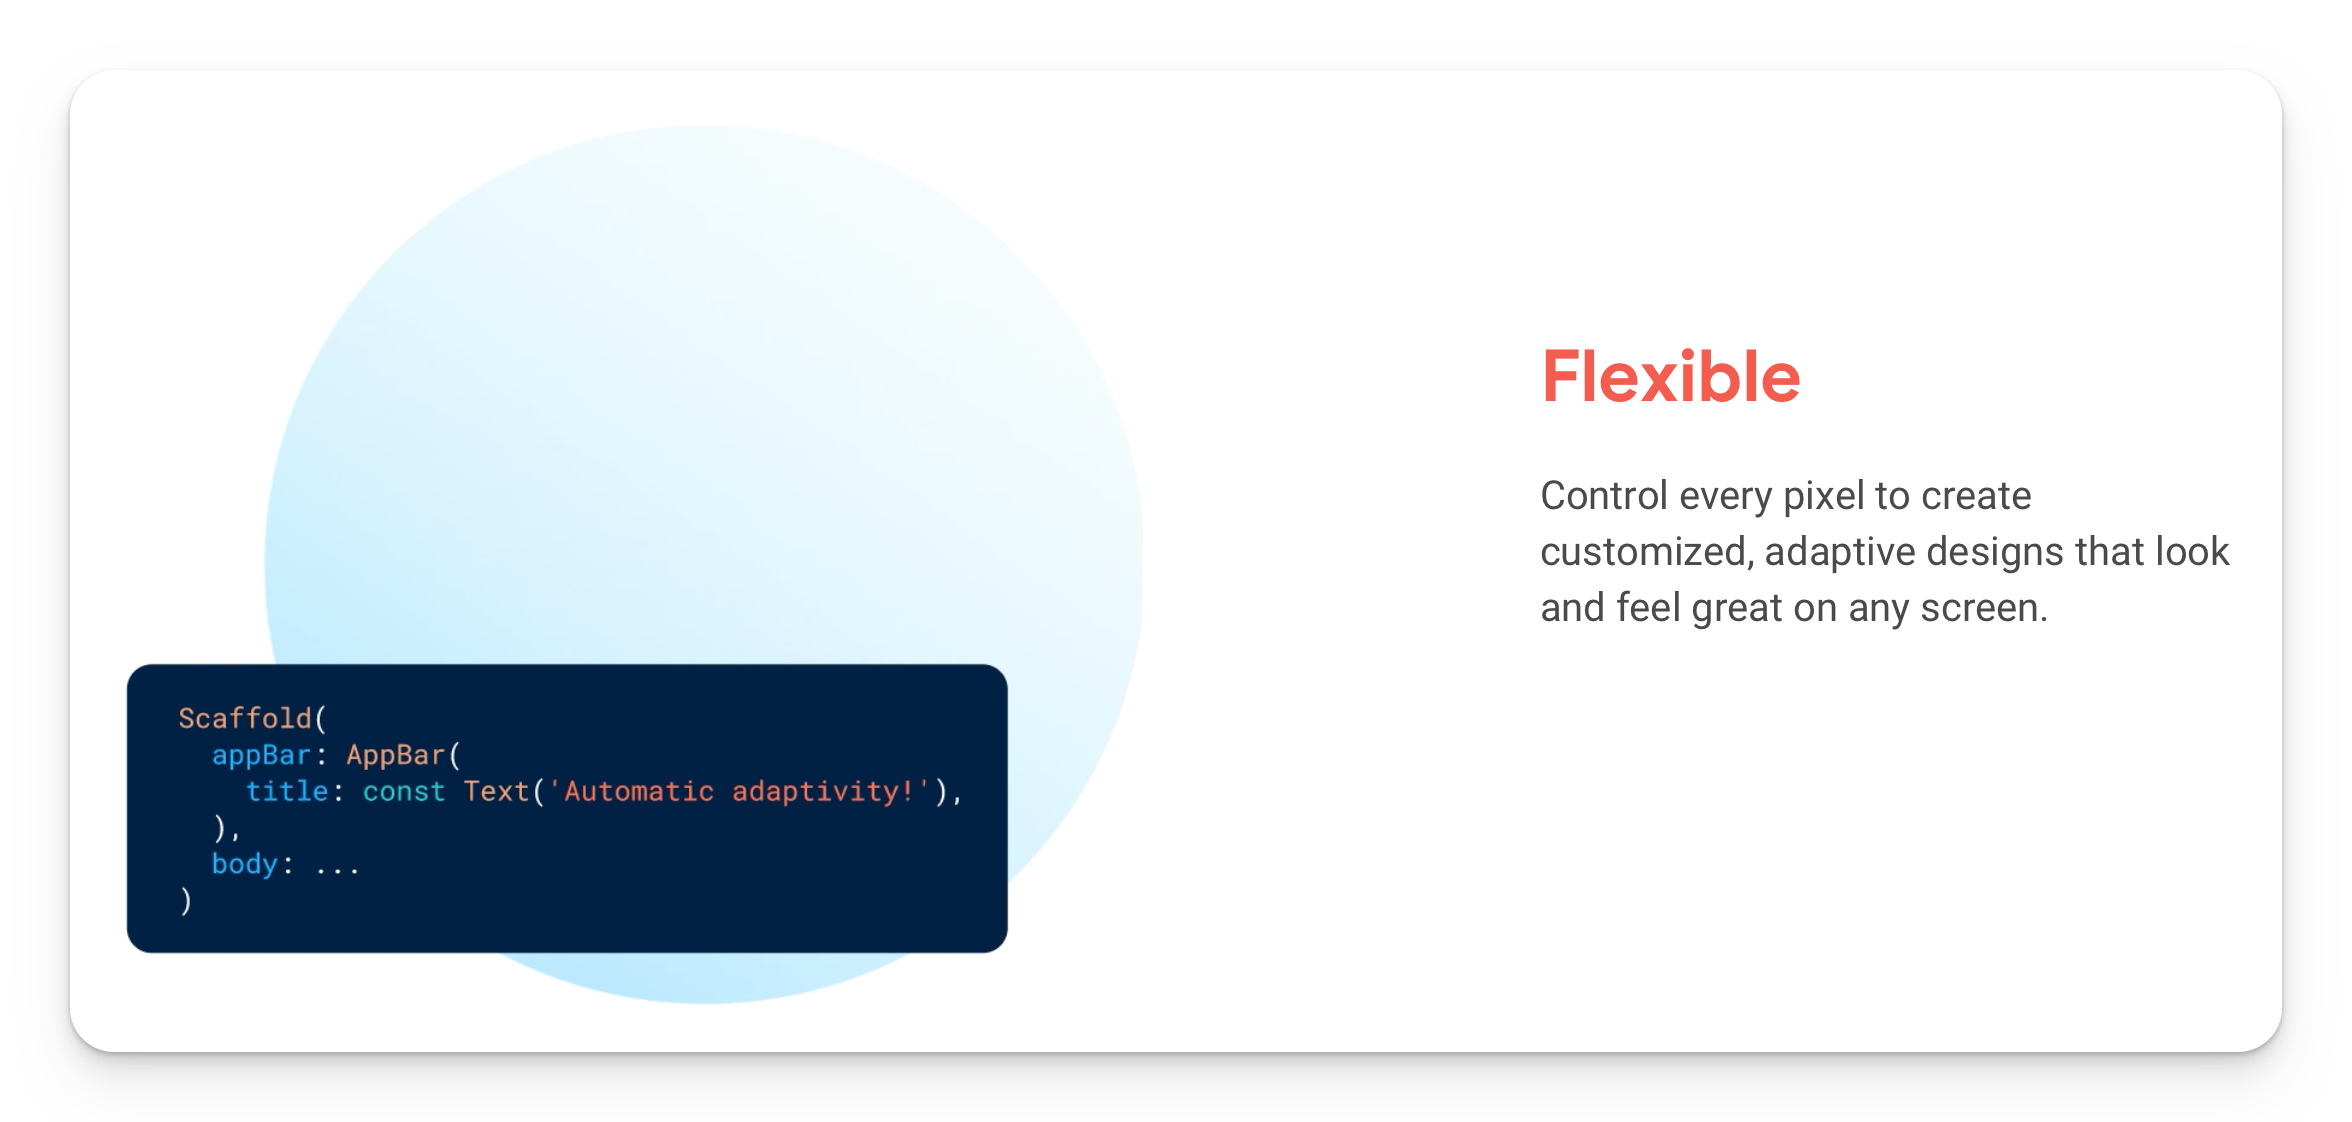 Flexible
Control every pixel to create
customized, adaptive designs that look
and feel great on any screen.
Scaffold(
  appBar: AppBar(
    title: const Text('Automatic adaptivity!'),
  ),
  body: ...
)